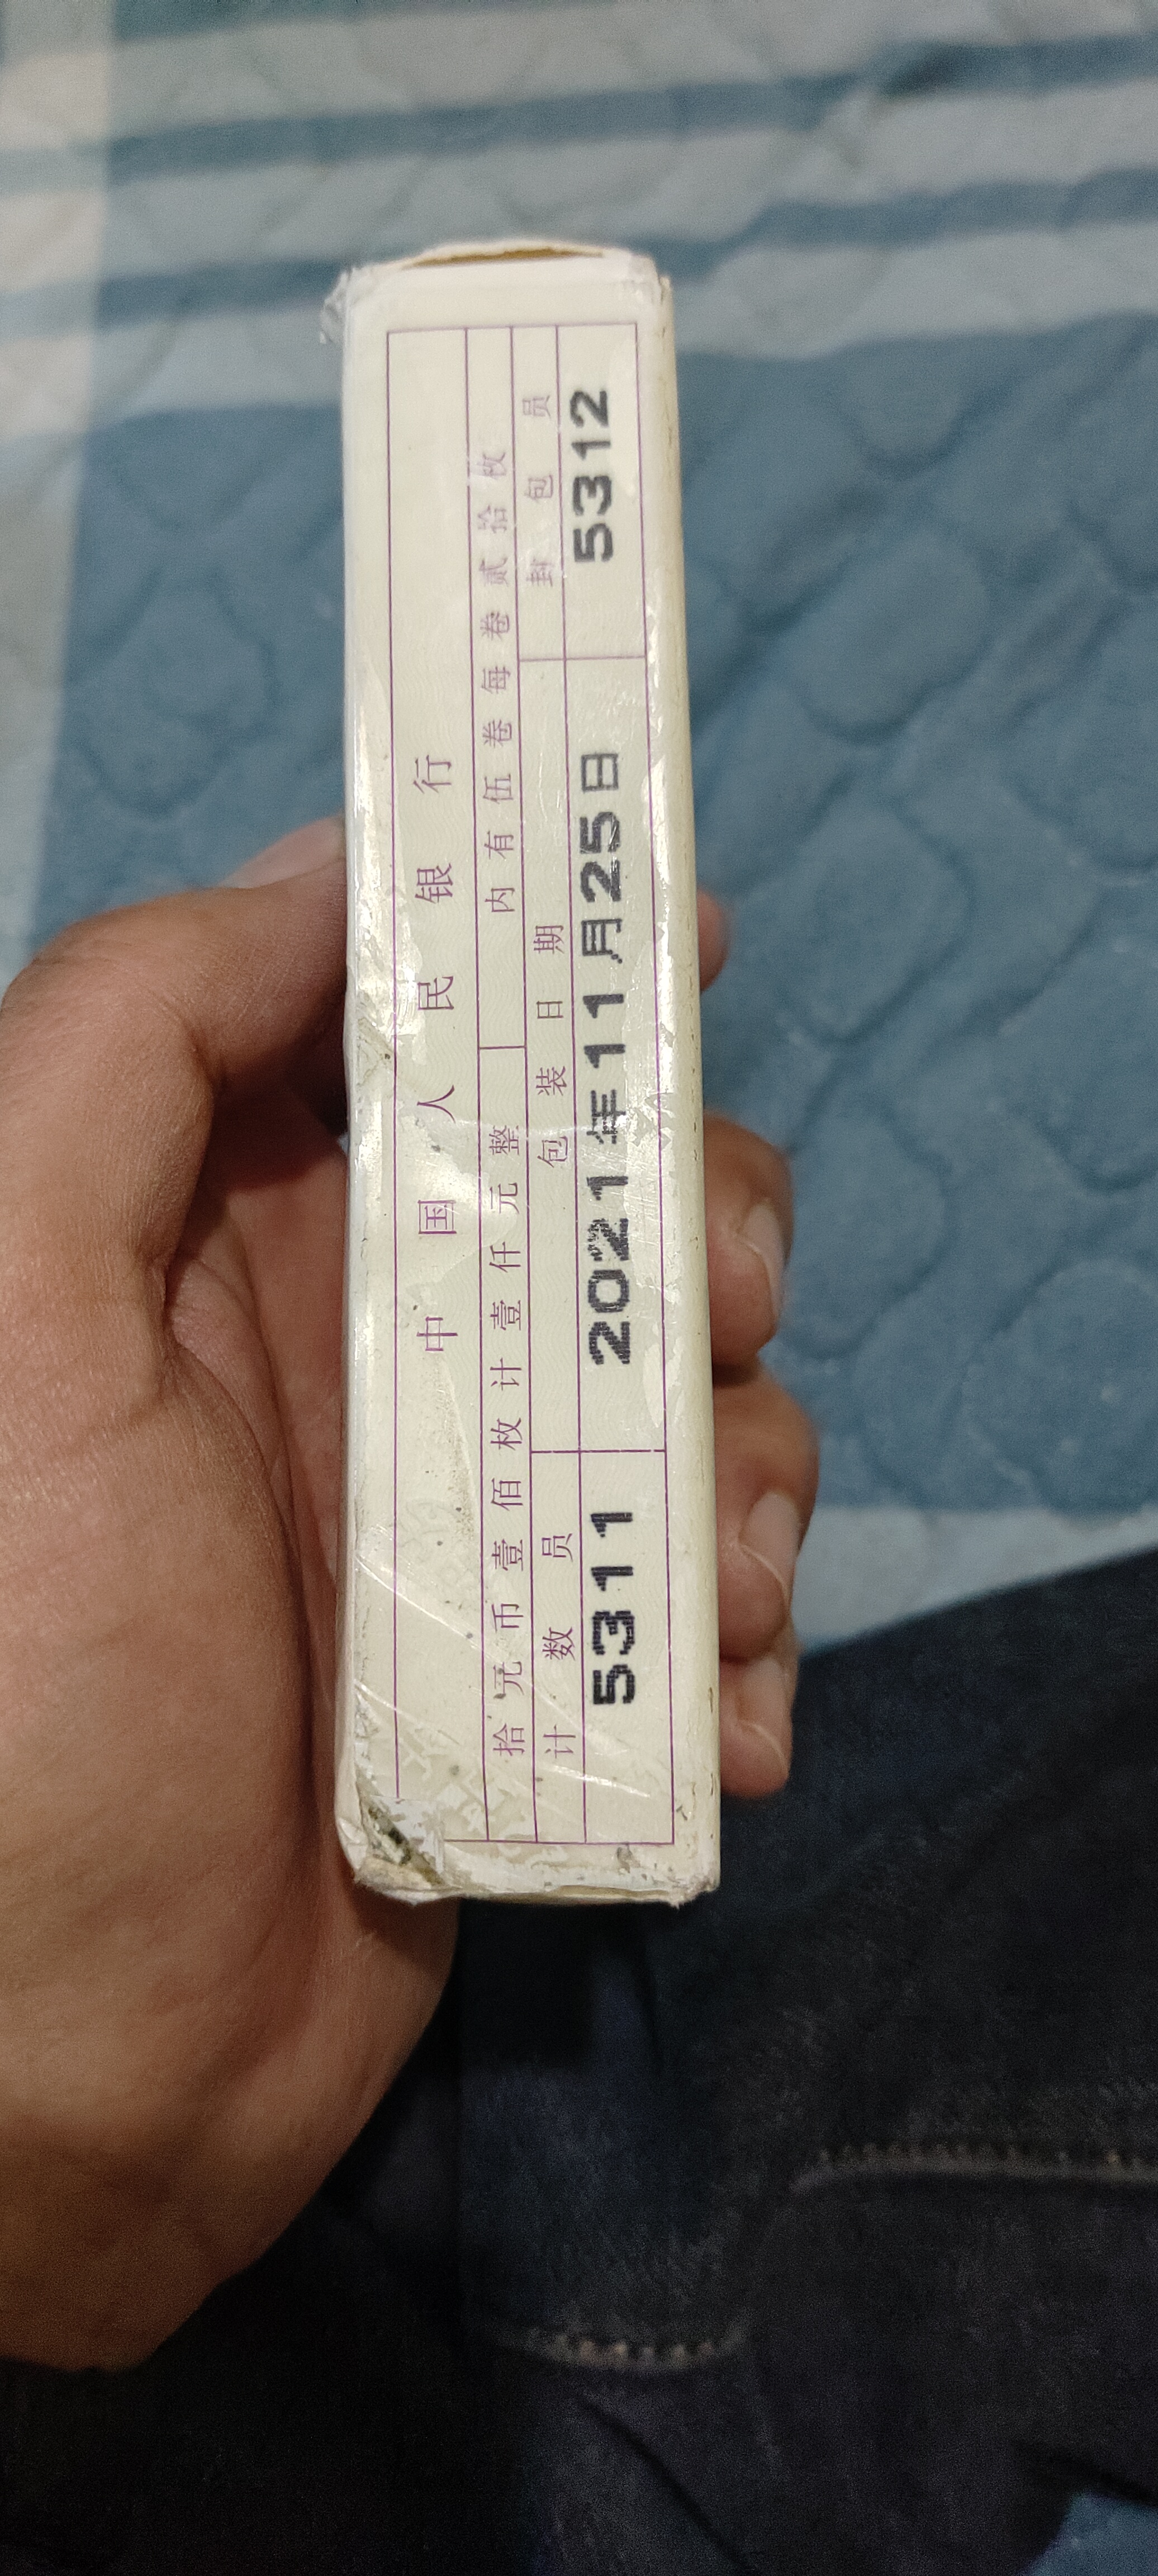 中国人民银行
拾元币壹佰枚计壹仟元整 内有伍卷每卷贰拾枚
计数员 包装日期 封包员
5311 2021年11月25日 5312